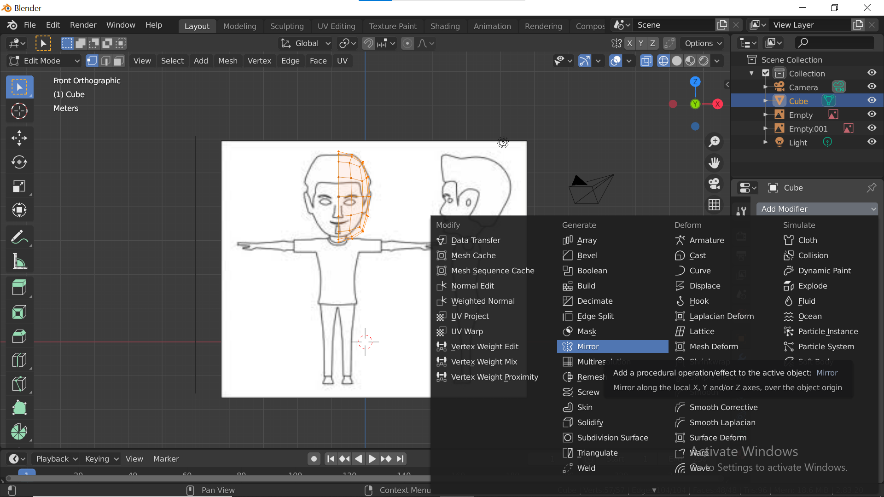 Blender
File Edit Render Window Help Layout Modeling Sculpting UV Editing Texture Paint Shading Animation Rendering Compos Scene View Layer
Global X Y Z Options
Edit Mode View Select Add Mesh Vertex Edge Face UV
Front Orthographic
(1) Cube
Meters
Z
Y
X
Scene Collection
Collection
Camera
Cube
Empty
Empty.001
Light
Cube
Add Modifier
Modify
Data Transfer
Mesh Cache
Mesh Sequence Cache
Normal Edit
Weighted Normal
UV Project
UV Warp
Vertex Weight Edit
Vertex Weight Mix
Vertex Weight Proximity
Generate
Array
Bevel
Boolean
Build
Decimate
Edge Split
Mask
Mirror
Multires
Remesh
Screw
Skin
Solidify
Subdivision Surface
Triangulate
Weld
Deform
Armature
Cast
Curve
Displace
Hook
Laplacian Deform
Lattice
Mesh Deform
Smooth Corrective
Smooth Laplacian
Surface Deform
Simulate
Cloth
Collision
Dynamic Paint
Explode
Fluid
Ocean
Particle Instance
Particle System
Add a procedural operation/effect to the active object: Mirror
Mirror along the local X, Y and/or Z axes, over the object origin
Activate Windows
Go to Settings to activate Windows.
Playback Keying View Marker
20 40 60 80 100 120 140
Pan View Context Menu